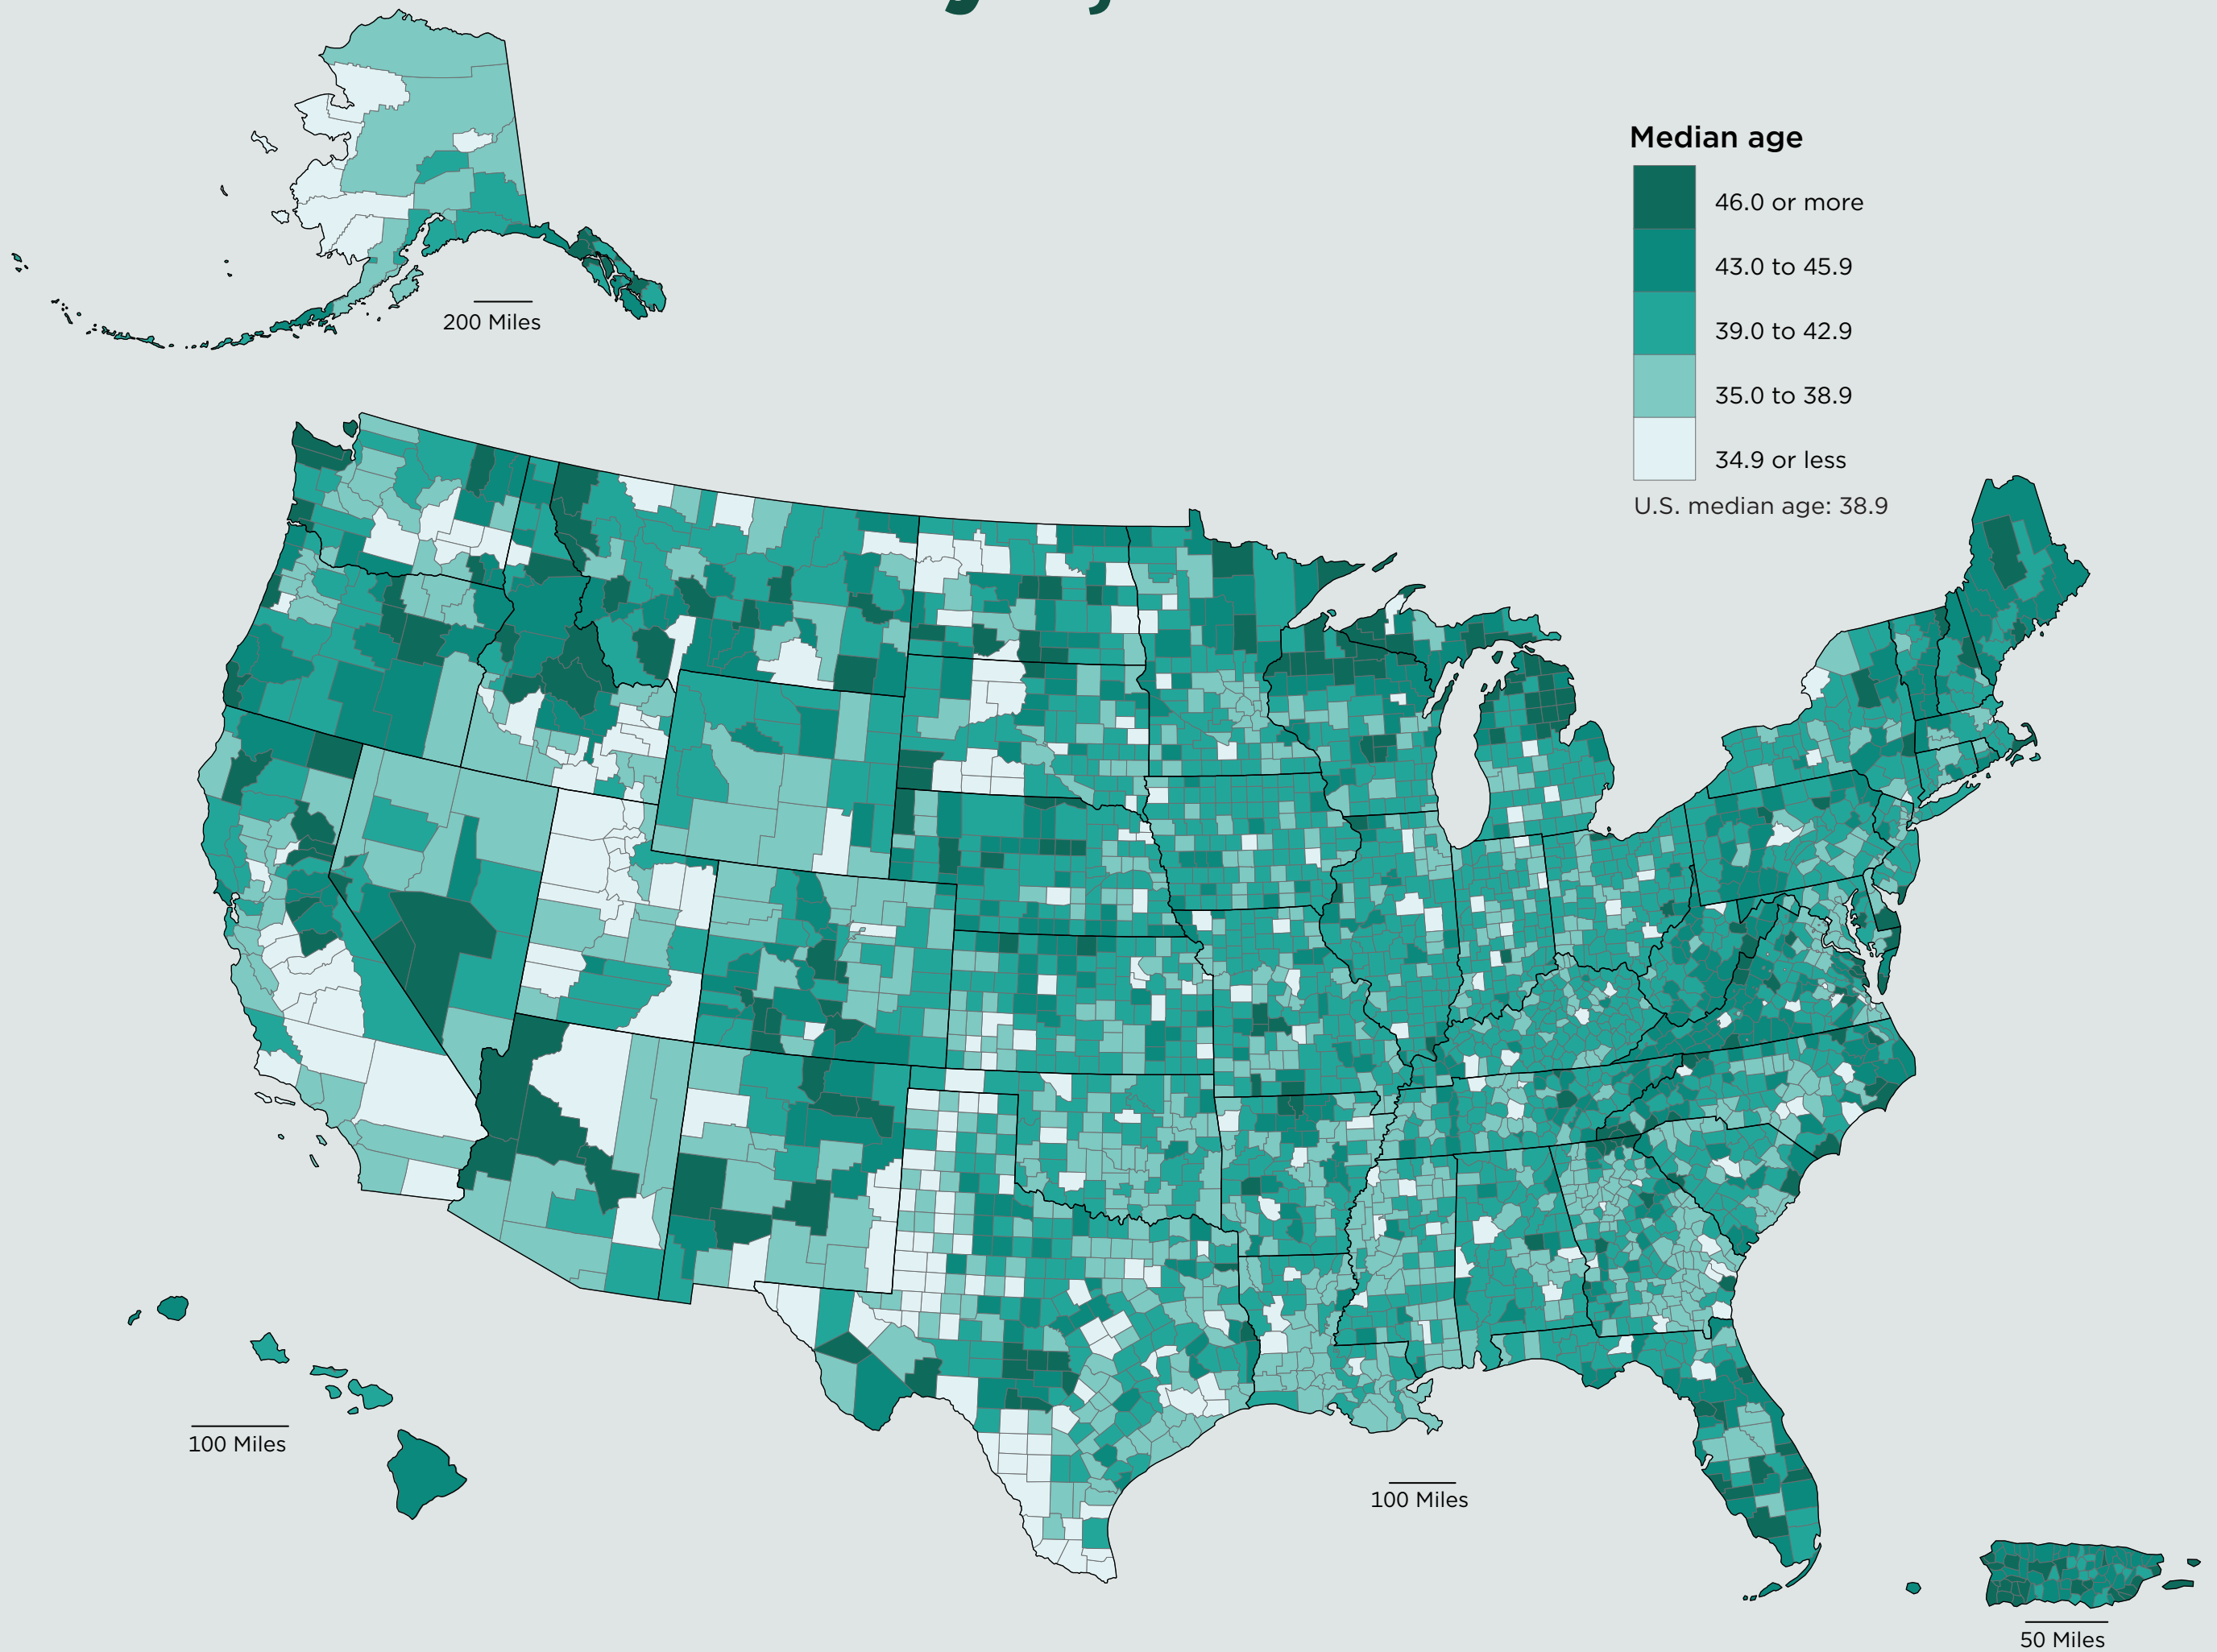 Median age
46.0 or more
43.0 to 45.9
39.0 to 42.9
35.0 to 38.9
34.9 or less
U.S. median age: 38.9
200 Miles
100 Miles
100 Miles
50 Miles